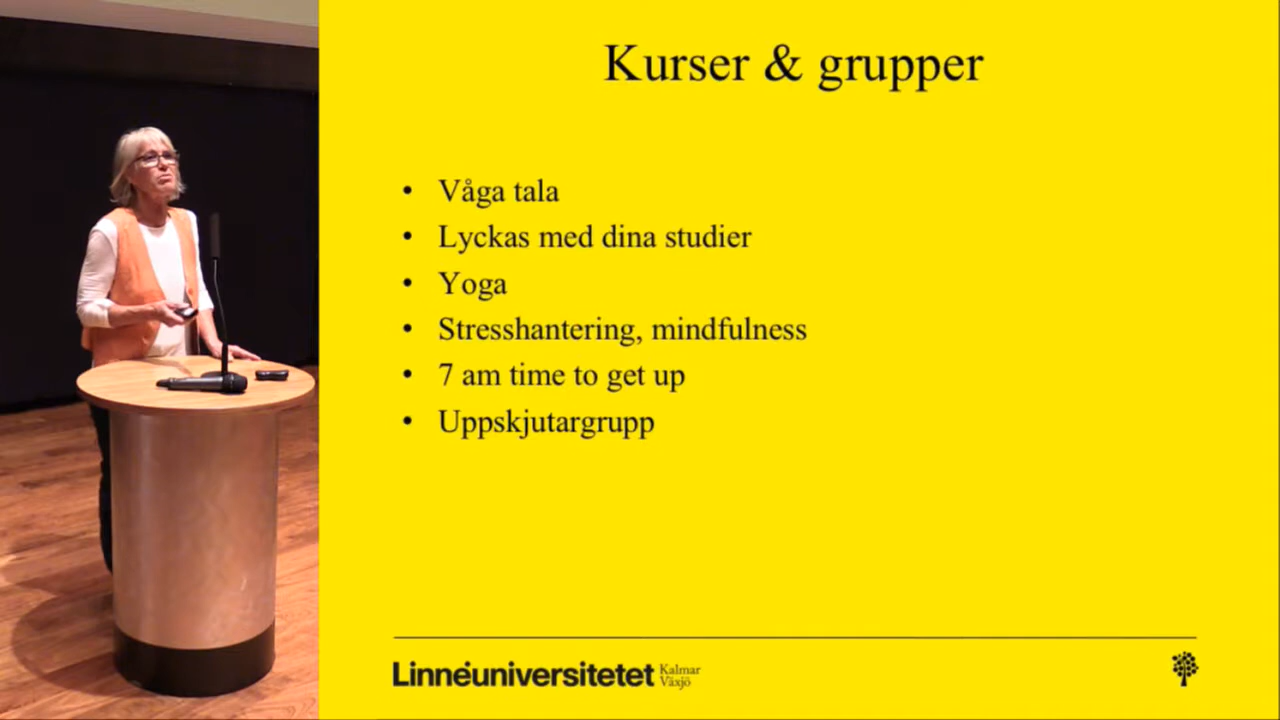 Kurser & grupper
• Våga tala
• Lyckas med dina studier
• Yoga
• Stresshantering, mindfulness
• 7 am time to get up
• Uppskjutargrupp
Linnéuniversitetet
Kalmar
Växjö